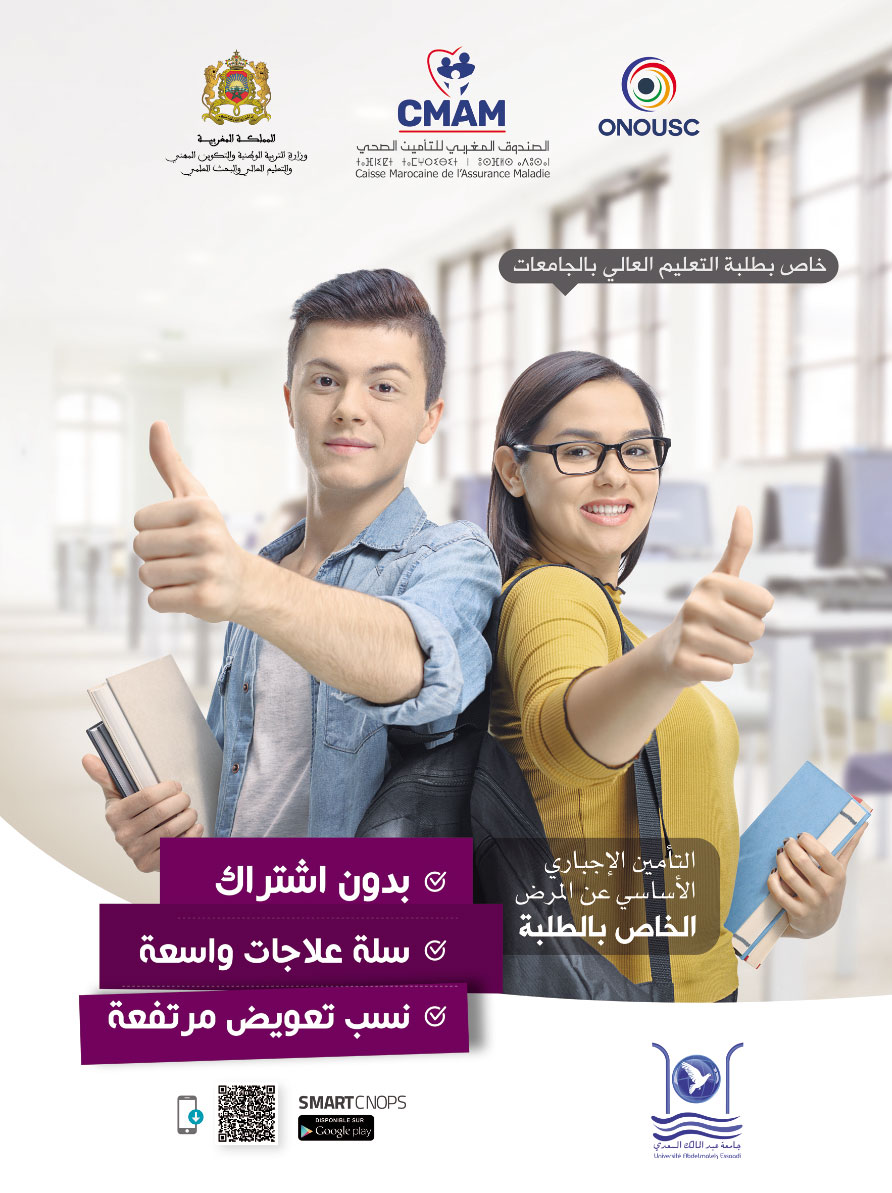 المملكة المغربية
وزارة التربية الوطنية والتكوين المهني
والتعليم العالي والبحث العلمي
CMAM
الصندوق المغربي للتأمين الصحي
Caisse Marocaine de l'Assurance Maladie
ONOUSC
خاص بطلبة التعليم العالي بالجامعات
التأمين الإجباري
الأساسي عن المرض
الخاص بالطلبة
بدون اشتراك
سلة علاجات واسعة
نسب تعويض مرتفعة
SMARTCNOPS
DISPONIBLE SUR
Google play
جامعة عبد المالك السعدي
Université Abdelmalek Essaadi